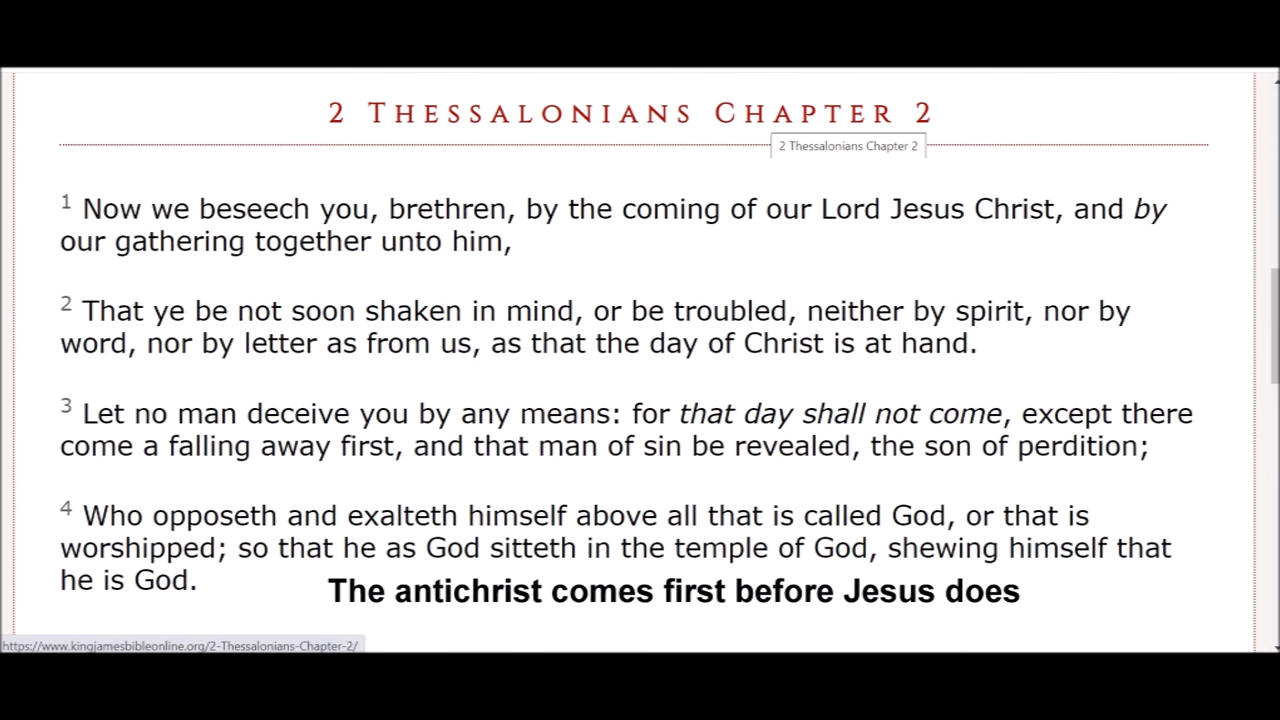 2 Thessalonians Chapter 2
2 Thessalonians Chapter 2
1 Now we beseech you, brethren, by the coming of our Lord Jesus Christ, and by
our gathering together unto him,
2 That ye be not soon shaken in mind, or be troubled, neither by spirit, nor by
word, nor by letter as from us, as that the day of Christ is at hand.
3 Let no man deceive you by any means: for that day shall not come, except there
come a falling away first, and that man of sin be revealed, the son of perdition;
4 Who opposeth and exalteth himself above all that is called God, or that is
worshipped; so that he as God sitteth in the temple of God, shewing himself that
he is God.
The antichrist comes first before Jesus does
https://www.kingjamesbibleonline.org/2-Thessalonians-Chapter-2/